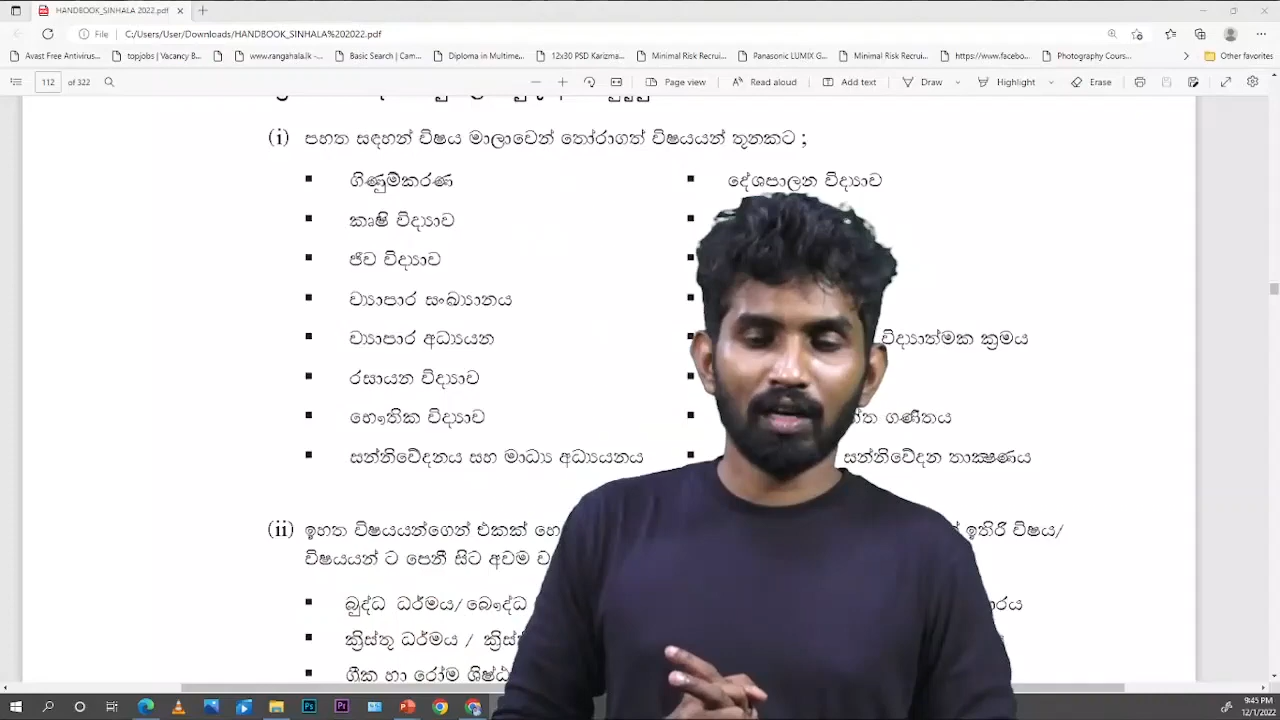 HANDBOOK_SINHALA 2022.pdf
File C:/Users/User/Downloads/HANDBOOK_SINHALA%202022.pdf
Avast Free Antivirus... topjobs | Vacancy B... www.rangahala.lk -... Basic Search | Cam... Diploma in Multime... 12x30 PSD Karizma... Minimal Risk Recrui... Panasonic LUMIX G... Minimal Risk Recrui... https://www.facebo... Photography Cours... Other favorites
112 of 322 Page view Read aloud Add text Draw Highlight Erase
(i) පහත සඳහන් විෂය මාලාවෙන් තෝරාගත් විෂයයන් තුනකට ;
ගිණුම්කරණ දේශපාලන විද්‍යාව
කෘෂි විද්‍යාව
ජීව විද්‍යාව
ව්‍යාපාර සංඛ්‍යානය
ව්‍යාපාර අධ්‍යයන විද්‍යාත්මක ක්‍රමය
රසායන විද්‍යාව
භෞතික විද්‍යාව ගණිතය
සන්නිවේදනය සහ මාධ්‍ය අධ්‍යයනය සන්නිවේදන තාක්ෂණය
(ii) ඉහත විෂයයන්ගෙන් එකක් ඉතිරි විෂය/
විෂයයන් ට පෙනී සිට අවම
බුද්ධ ධර්මය/ බෞද්ධ
ක්‍රිස්තු ධර්මය /
ග්‍රීක හා රෝම
9:45 PM
12/1/2022